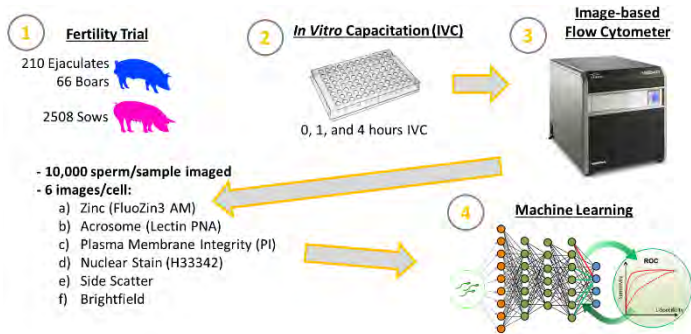 1
Fertility Trial
210 Ejaculates
66 Boars
2508 Sows
2
In Vitro Capacitation (IVC)
0, 1, and 4 hours IVC
3
Image-based
Flow Cytometer
- 10,000 sperm/sample imaged
- 6 images/cell:
a) Zinc (FluoZin3 AM)
b) Acrosome (Lectin PNA)
c) Plasma Membrane Integrity (PI)
d) Nuclear Stain (H33342)
e) Side Scatter
f) Brightfield
4
Machine Learning
ROC